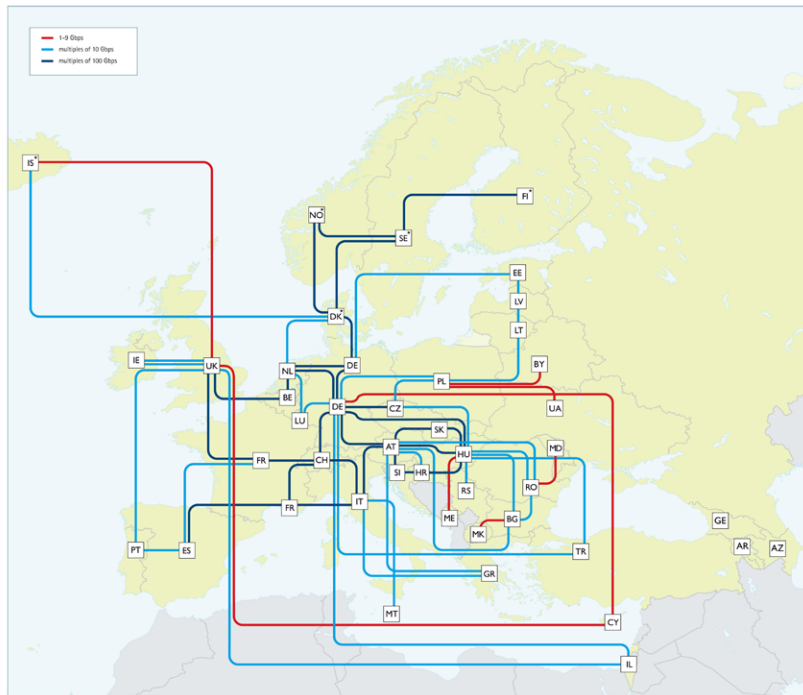 1-9 Gbps
multiples of 10 Gbps
multiples of 100 Gbps
IS*
FI*
NO*
SE*
EE
LV
DK*
LT
IE
UK
NL
DE
BY
PL
BE
LU
DE
CZ
UA
SK
AT
HU
MD
FR
CH
SI
HR
RS
RO
FR
IT
ME
BG
MK
GE
PT
ES
TR
AR
AZ
GR
MT
CY
IL